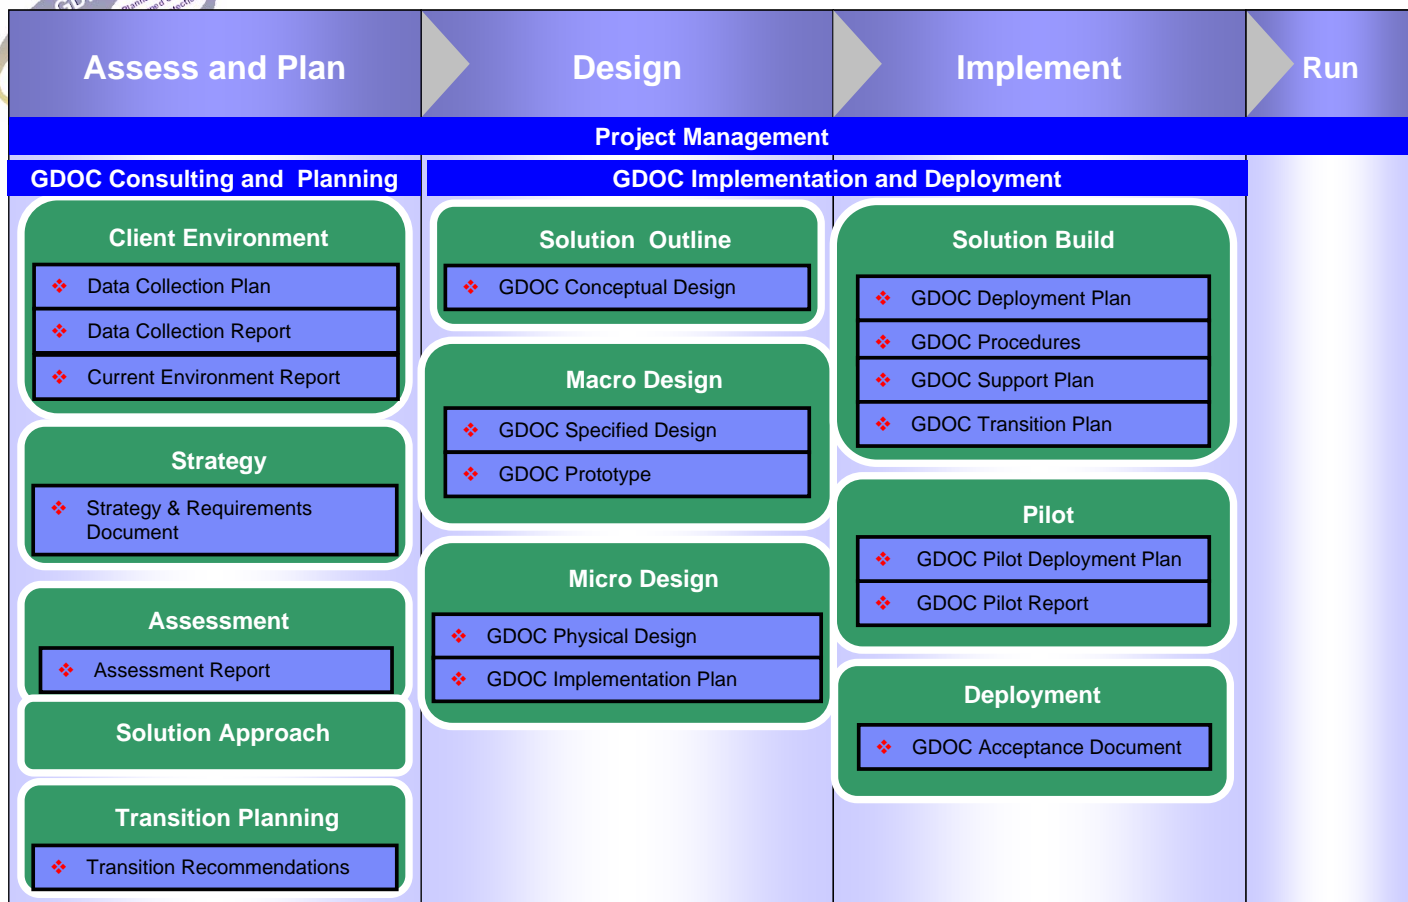 Assess and Plan
Design
Implement
Run
Project Management
GDOC Consulting and Planning
GDOC Implementation and Deployment
Client Environment
Data Collection Plan
Data Collection Report
Current Environment Report
Strategy
Strategy & Requirements
Document
Assessment
Assessment Report
Solution Approach
Transition Planning
Transition Recommendations
Solution Outline
GDOC Conceptual Design
Macro Design
GDOC Specified Design
GDOC Prototype
Micro Design
GDOC Physical Design
GDOC Implementation Plan
Solution Build
GDOC Deployment Plan
GDOC Procedures
GDOC Support Plan
GDOC Transition Plan
Pilot
GDOC Pilot Deployment Plan
GDOC Pilot Report
Deployment
GDOC Acceptance Document